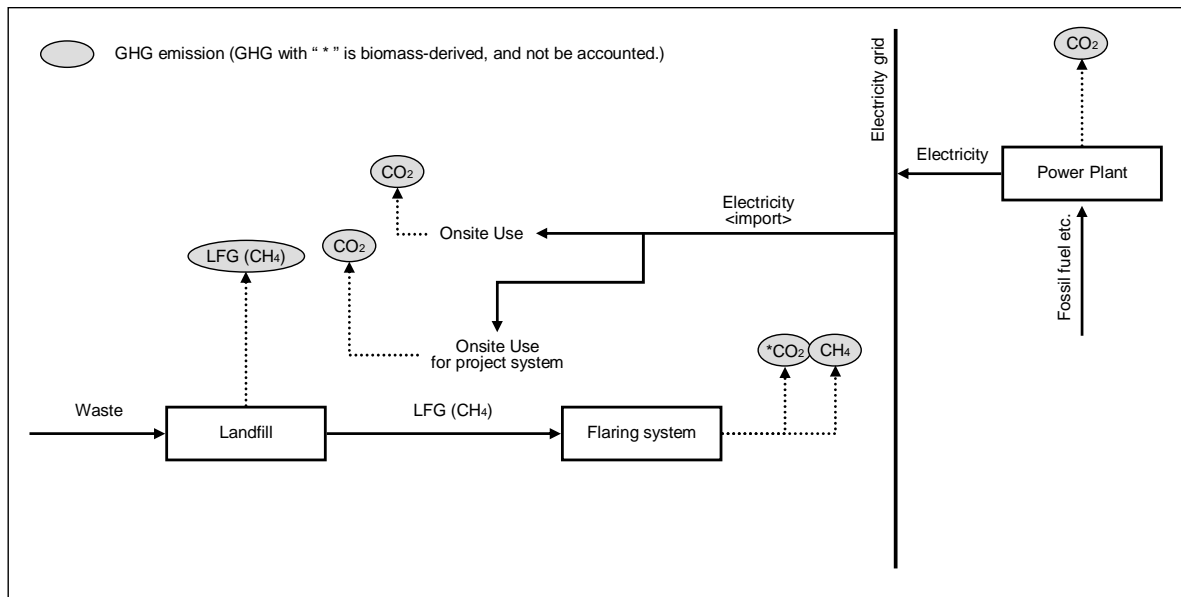 GHG emission (GHG with “ * ” is biomass-derived, and not be accounted.)
CO₂
Electricity grid
Electricity
Power Plant
Fossil fuel etc.
CO₂
Electricity
<import>
Onsite Use
CO₂
LFG (CH₄)
Onsite Use
for project system
*CO₂
CH₄
Waste
LFG (CH₄)
Landfill
Flaring system